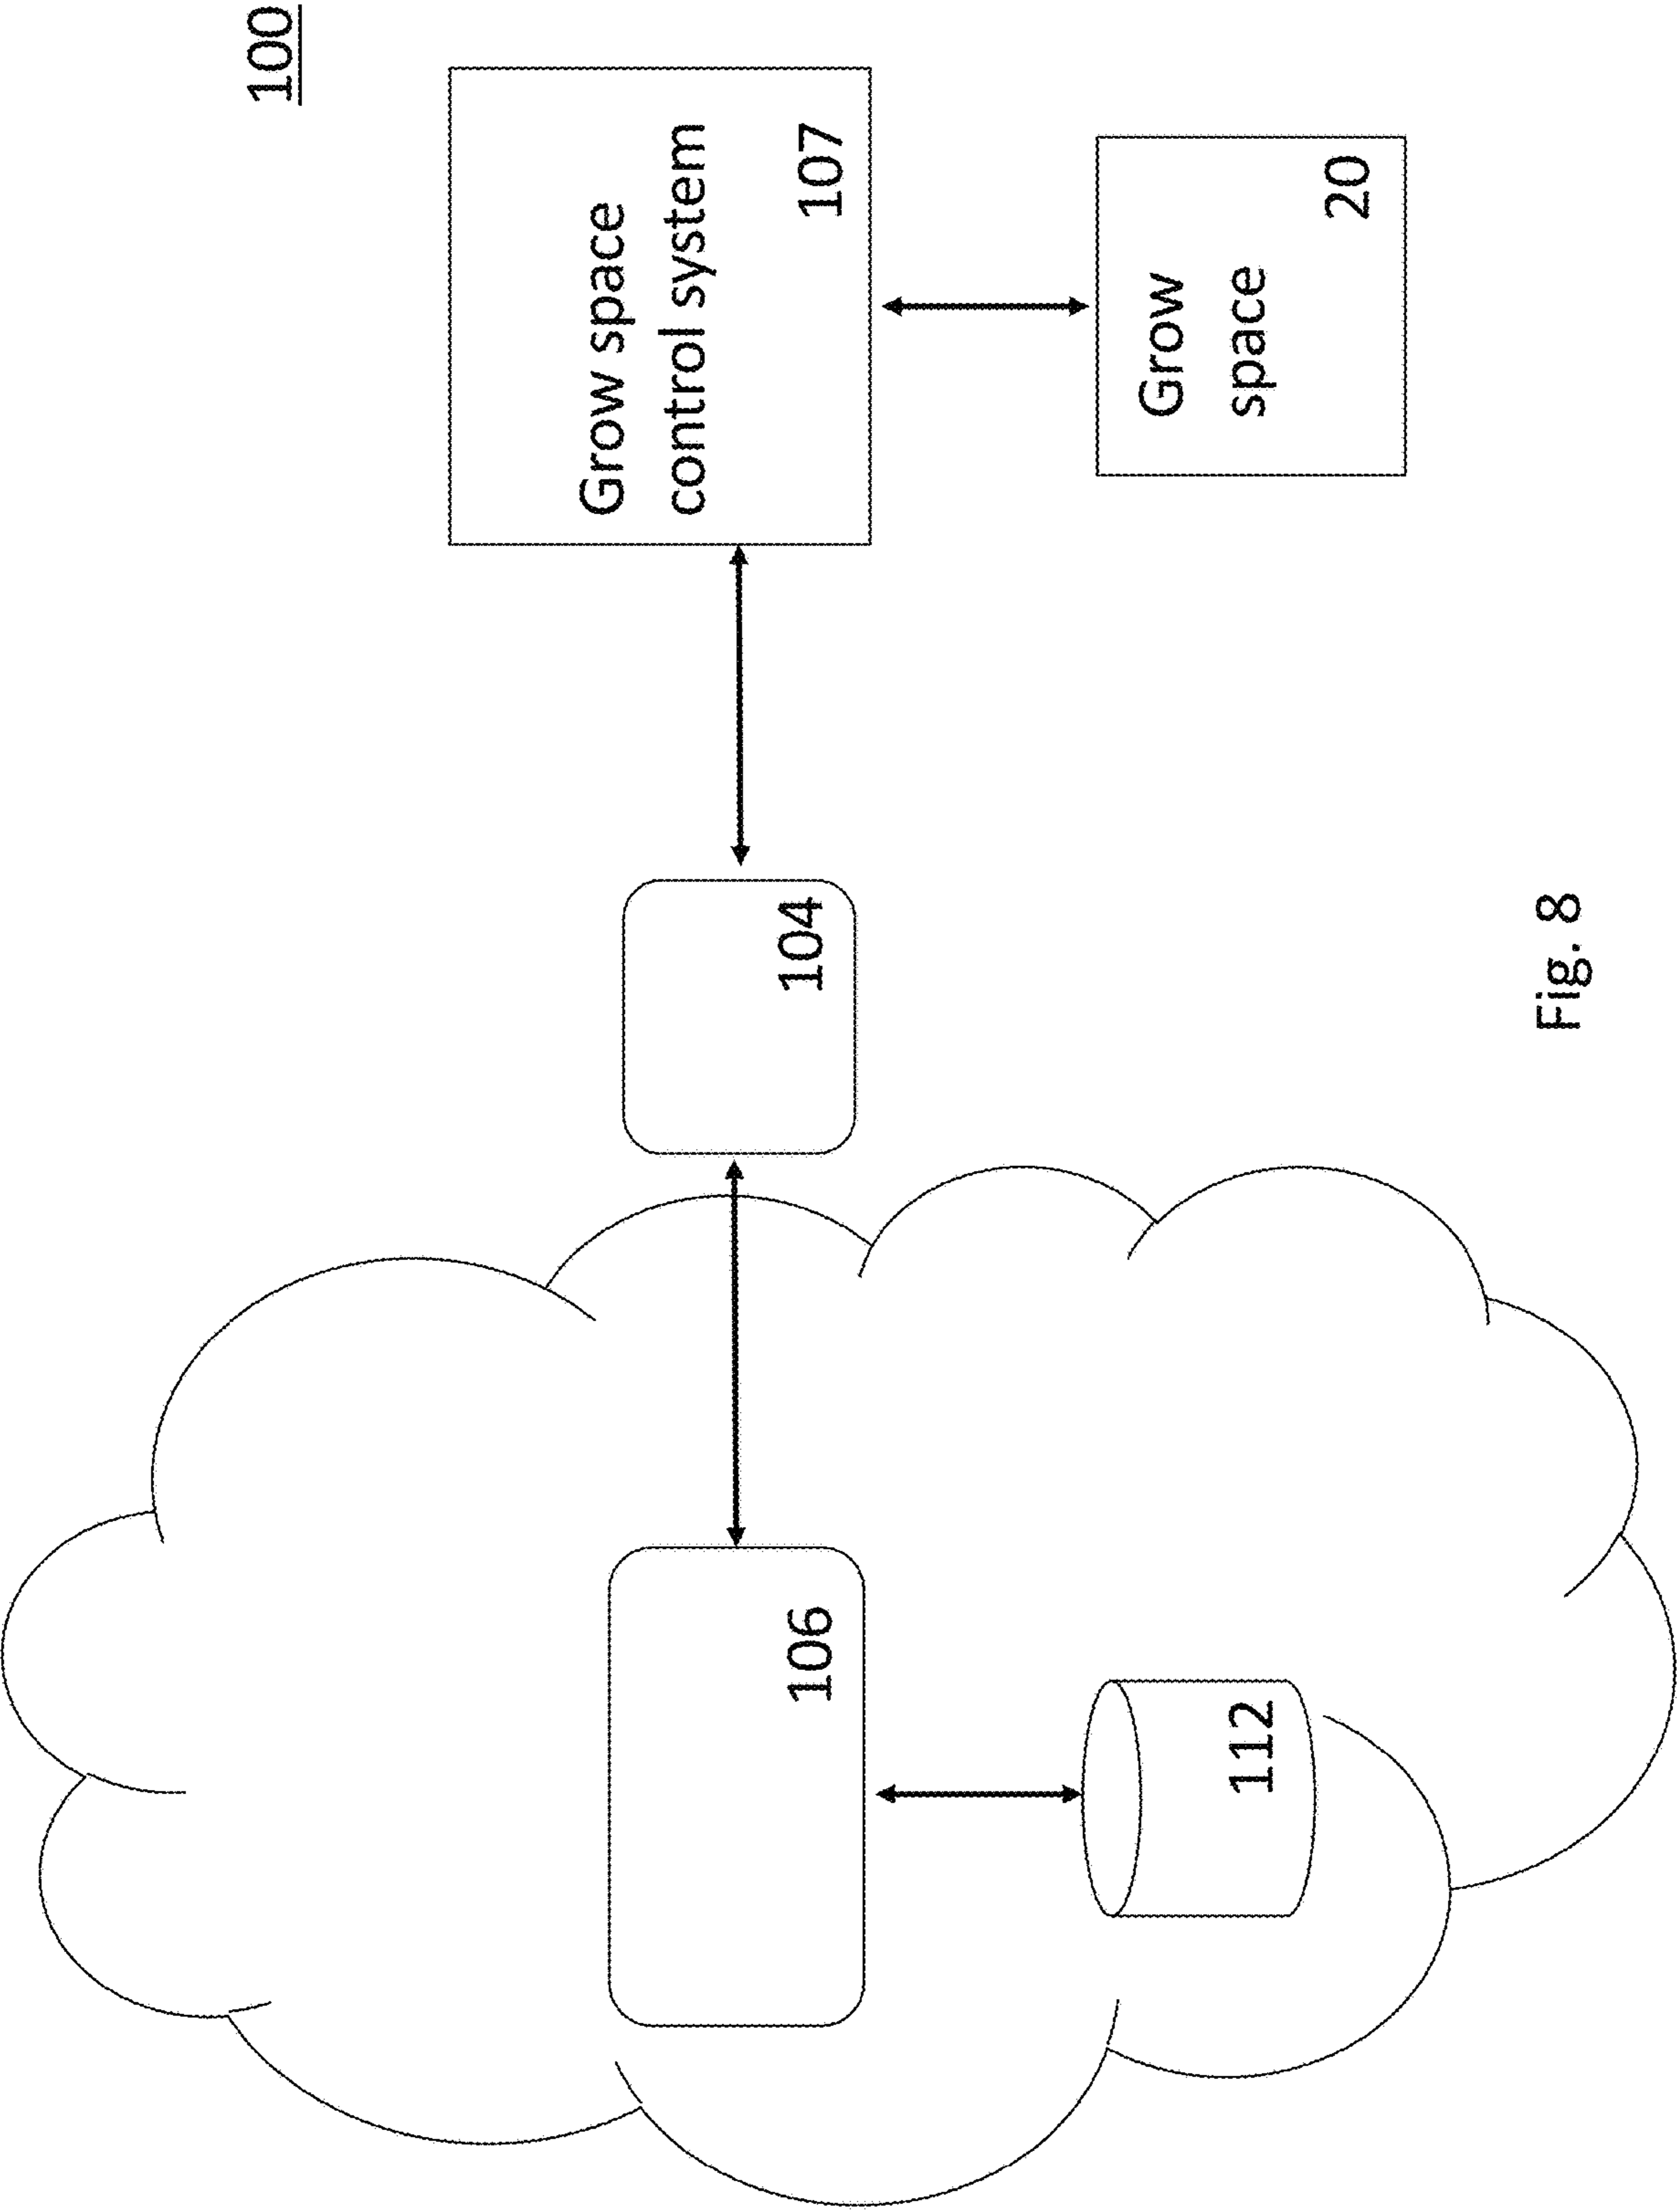 100
Grow space
control system
107
104
106
Grow
space
20
112
Fig. 8